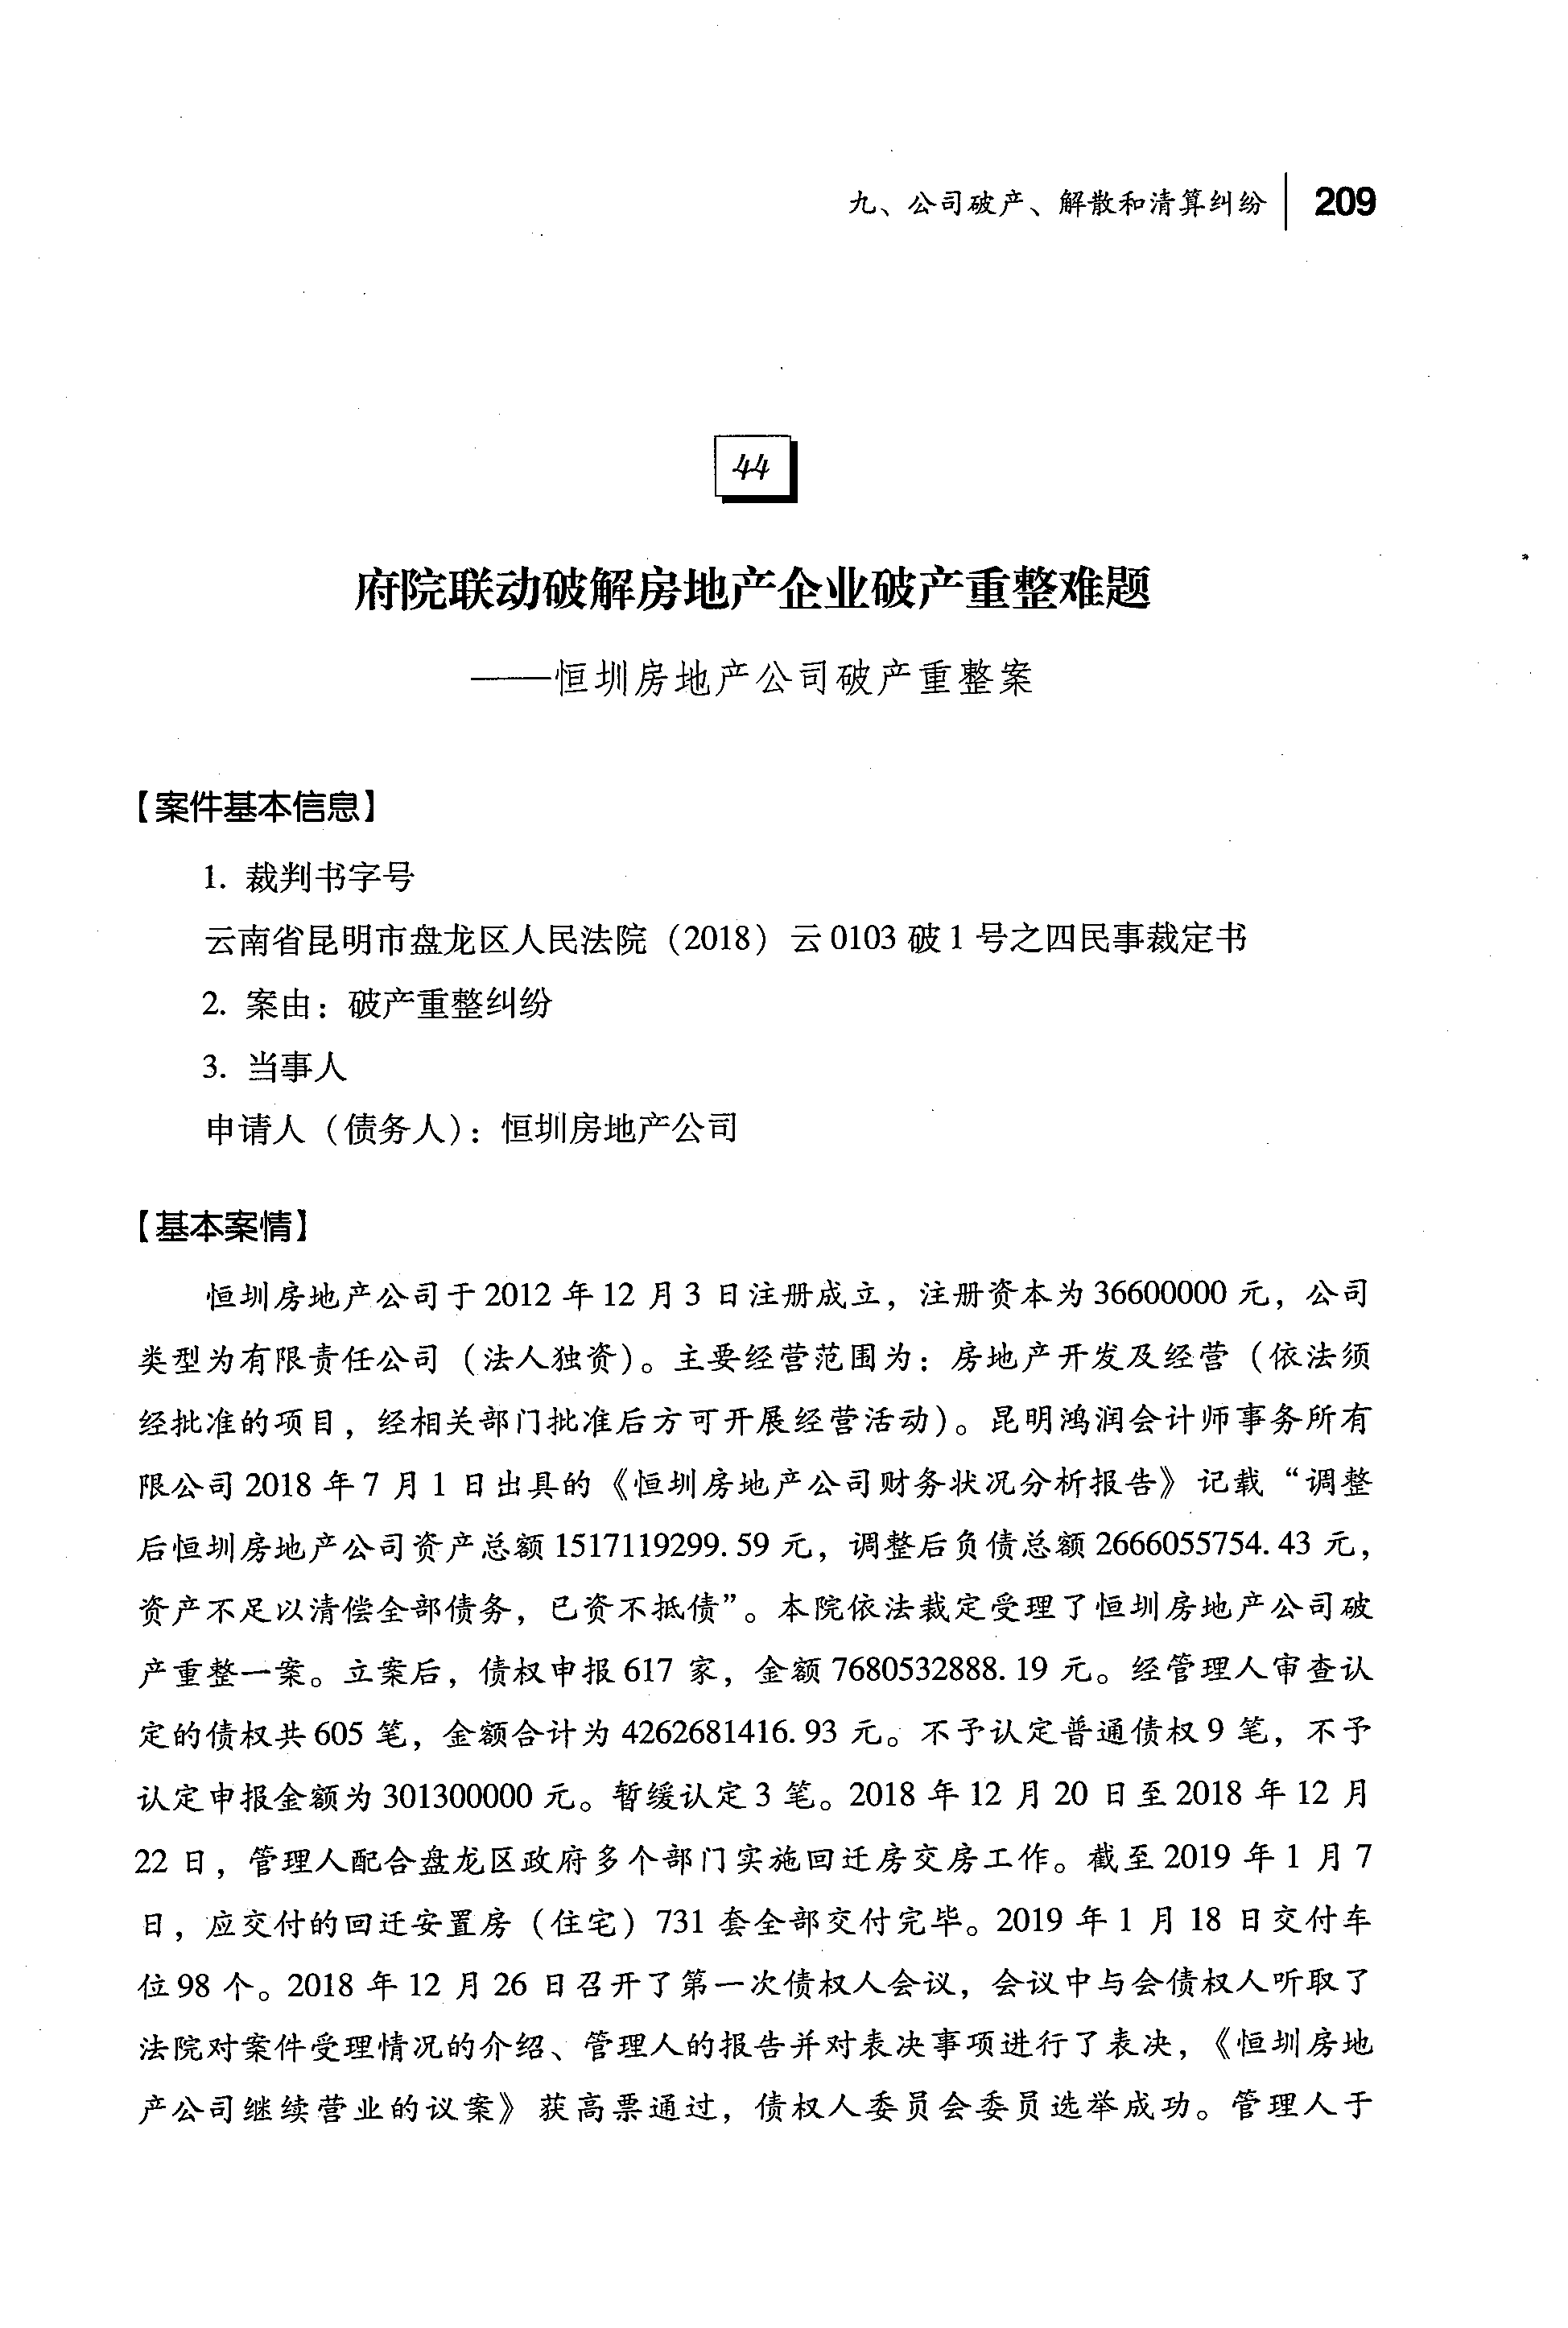 九、公司破产、解散和清算纠纷 209
44
府院联动破解房地产企业破产重整难题
——恒圳房地产公司破产重整案
【案件基本信息】
1. 裁判书字号
云南省昆明市盘龙区人民法院（2018）云0103破1号之四民事裁定书
2. 案由：破产重整纠纷
3. 当事人
申请人（债务人）：恒圳房地产公司
【基本案情】
恒圳房地产公司于2012年12月3日注册成立，注册资本为36600000元，公司
类型为有限责任公司（法人独资）。主要经营范围为：房地产开发及经营（依法须
经批准的项目，经相关部门批准后方可开展经营活动）。昆明鸿润会计师事务所有
限公司2018年7月1日出具的《恒圳房地产公司财务状况分析报告》记载“调整
后恒圳房地产公司资产总额1517119299.59元，调整后负债总额2666055754.43元，
资产不足以清偿全部债务，已资不抵债”。本院依法裁定受理了恒圳房地产公司破
产重整一案。立案后，债权申报617家，金额7680532888.19元。经管理人审查认
定的债权共605笔，金额合计为4262681416.93元。不予认定普通债权9笔，不予
认定申报金额为301300000元。暂缓认定3笔。2018年12月20日至2018年12月
22日，管理人配合盘龙区政府多个部门实施回迁房交房工作。截至2019年1月7
日，应交付的回迁安置房（住宅）731套全部交付完毕。2019年1月18日交付车
位98个。2018年12月26日召开了第一次债权人会议，会议中与会债权人听取了
法院对案件受理情况的介绍、管理人的报告并对表决事项进行了表决，《恒圳房地
产公司继续营业的议案》获高票通过，债权人委员会委员选举成功。管理人于